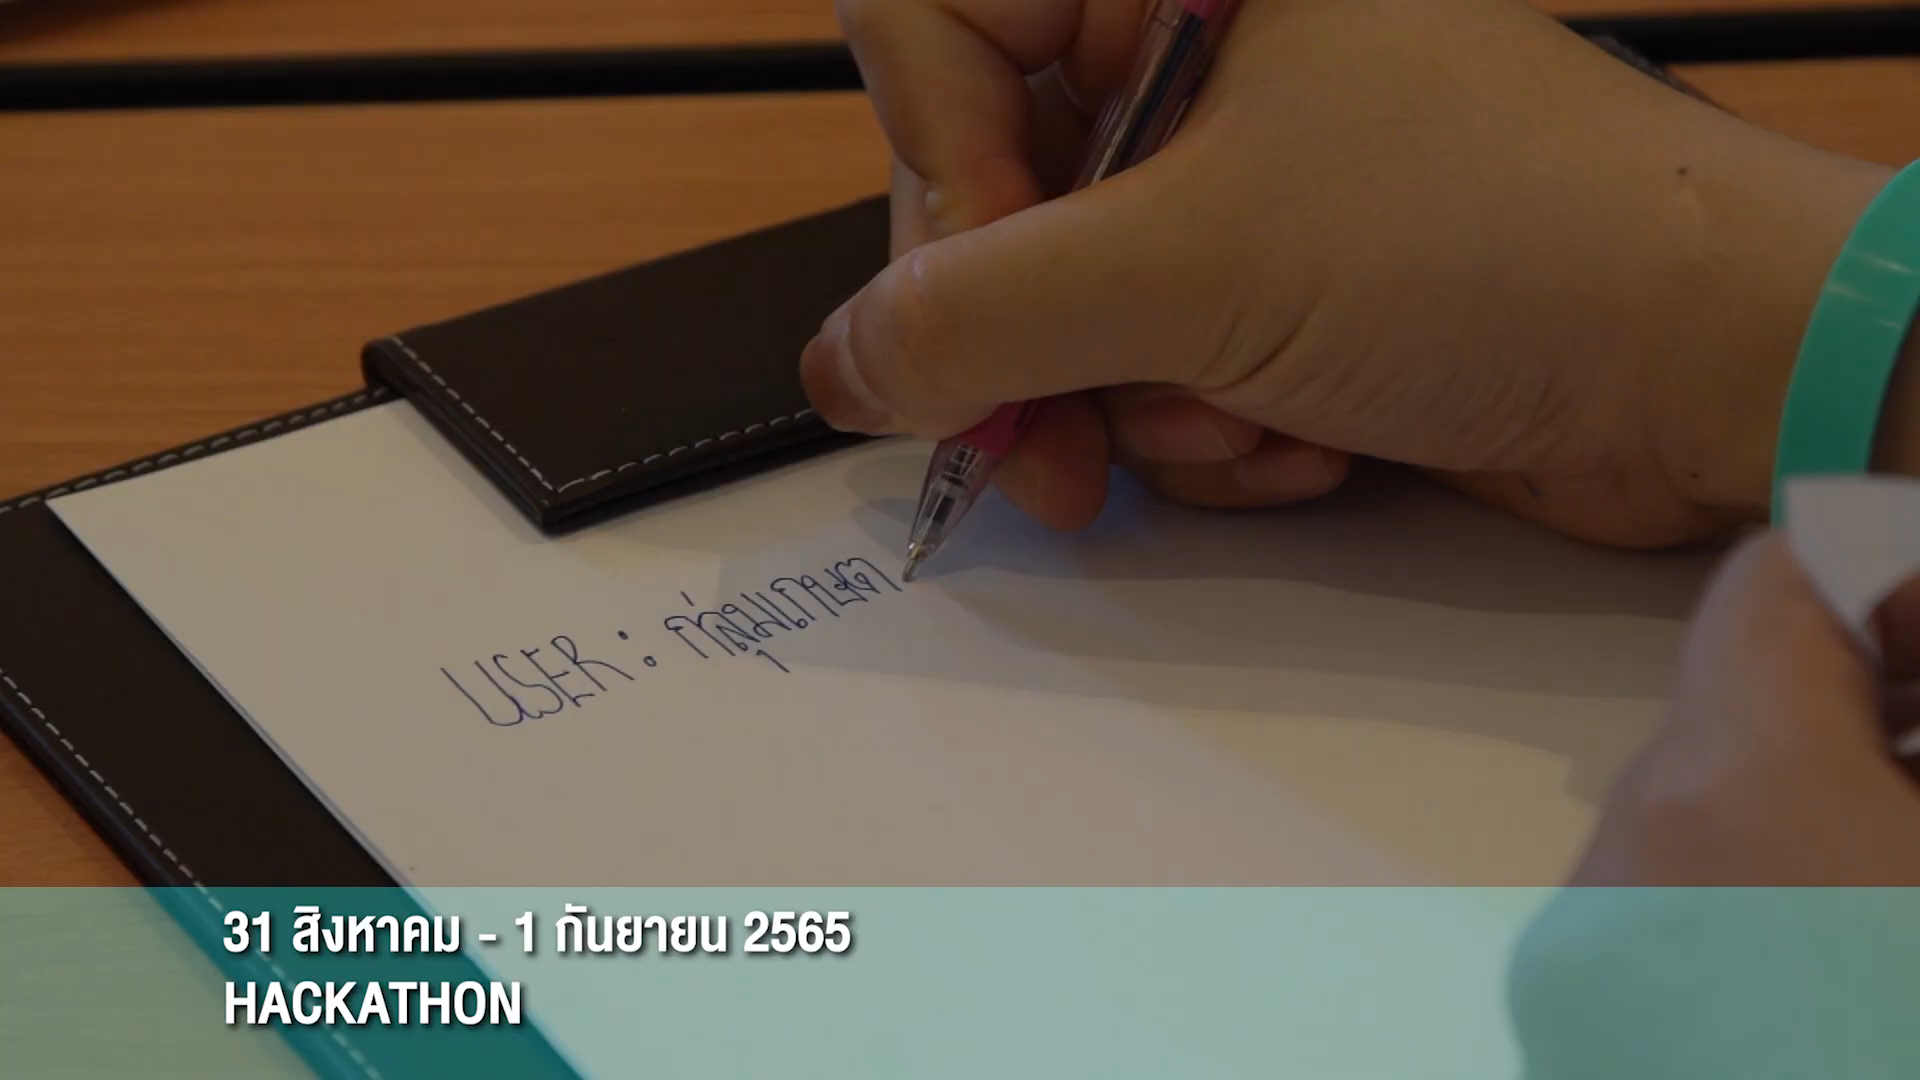 USER : กลุ่มเกษต
31 สิงหาคม - 1 กันยายน 2565
HACKATHON